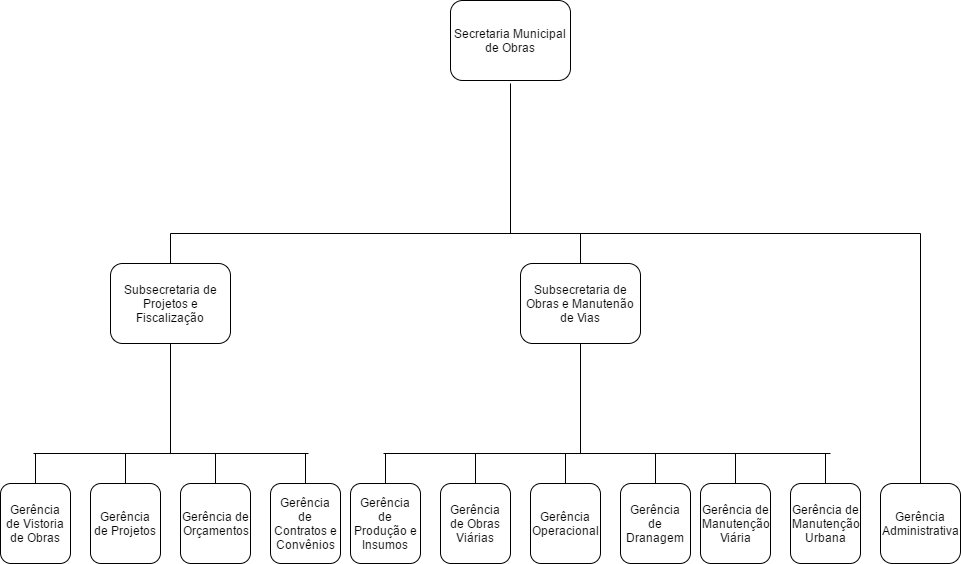 Secretaria Municipal
de Obras
Subsecretaria de
Projetos e
Fiscalização
Subsecretaria de
Obras e Manutenão
de Vias
Gerência
de Vistoria
de Obras
Gerência
de Projetos
Gerência de
Orçamentos
Gerência
de
Contratos e
Convênios
Gerência
de
Produção e
Insumos
Gerência
de Obras
Viárias
Gerência
Operacional
Gerência
de
Dranagem
Gerência de
Manutenção
Viária
Gerência de
Manutenção
Urbana
Gerência
Administrativa